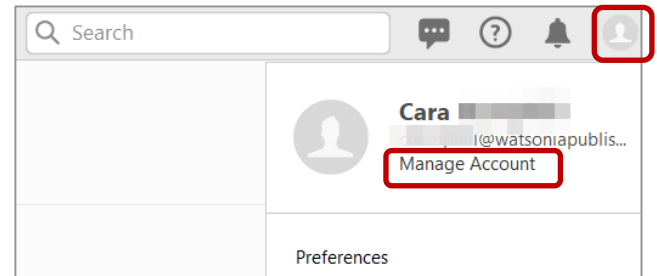 Search
Cara
@watsoniapublis...
Manage Account
Preferences